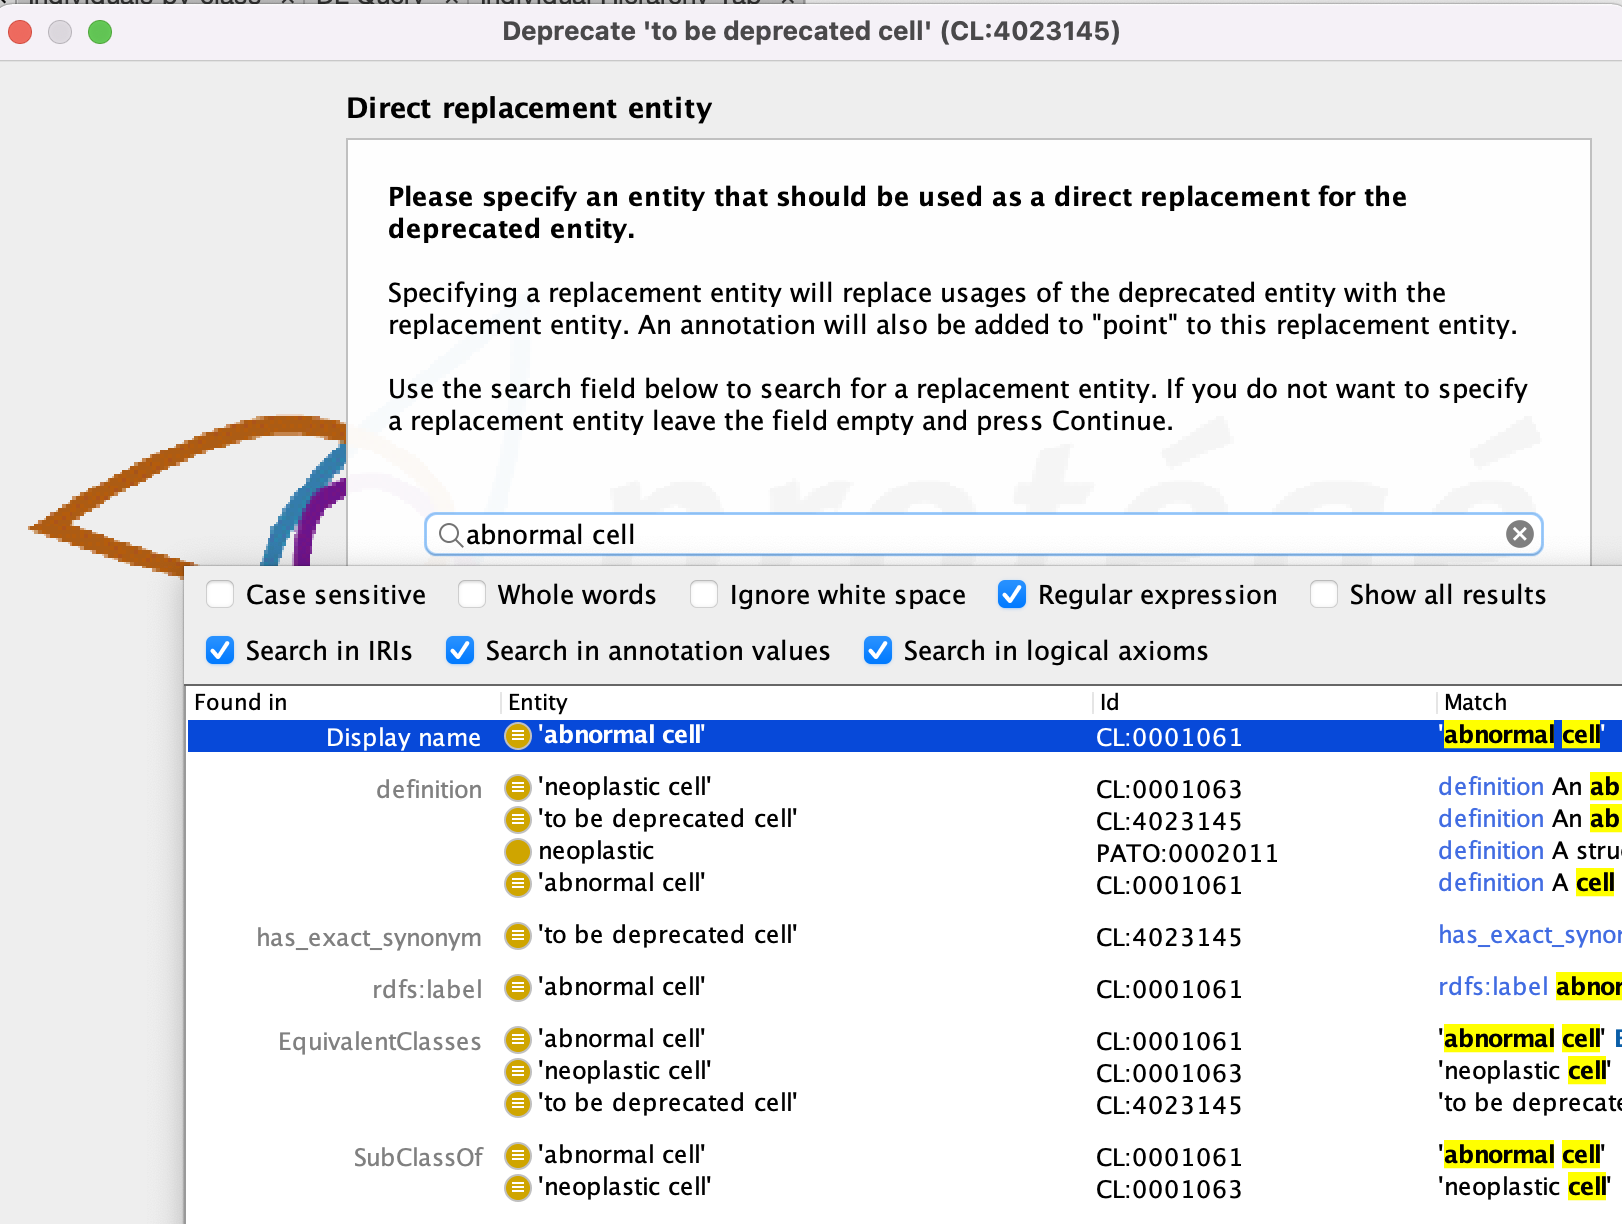 Individuals by class × DL Query × Individual Hierarchy Tab ×
Deprecate 'to be deprecated cell' (CL:4023145)
Direct replacement entity
Please specify an entity that should be used as a direct replacement for the
deprecated entity.
Specifying a replacement entity will replace usages of the deprecated entity with the
replacement entity. An annotation will also be added to "point" to this replacement entity.
Use the search field below to search for a replacement entity. If you do not want to specify
a replacement entity leave the field empty and press Continue.
protégé
abnormal cell
Case sensitive Whole words Ignore white space Regular expression Show all results
Search in IRIs Search in annotation values Search in logical axioms
Found in Entity Id Match
Display name 'abnormal cell' CL:0001061 'abnormal cell'
definition 'neoplastic cell' CL:0001063 definition An ab
'to be deprecated cell' CL:4023145 definition An ab
neoplastic PATO:0002011 definition A stru
'abnormal cell' CL:0001061 definition A cell
has_exact_synonym 'to be deprecated cell' CL:4023145 has_exact_synon
rdfs:label 'abnormal cell' CL:0001061 rdfs:label abnor
EquivalentClasses 'abnormal cell' CL:0001061 'abnormal cell' E
'neoplastic cell' CL:0001063 'neoplastic cell'
'to be deprecated cell' CL:4023145 'to be deprecate
SubClassOf 'abnormal cell' CL:0001061 'abnormal cell'
'neoplastic cell' CL:0001063 'neoplastic cell'